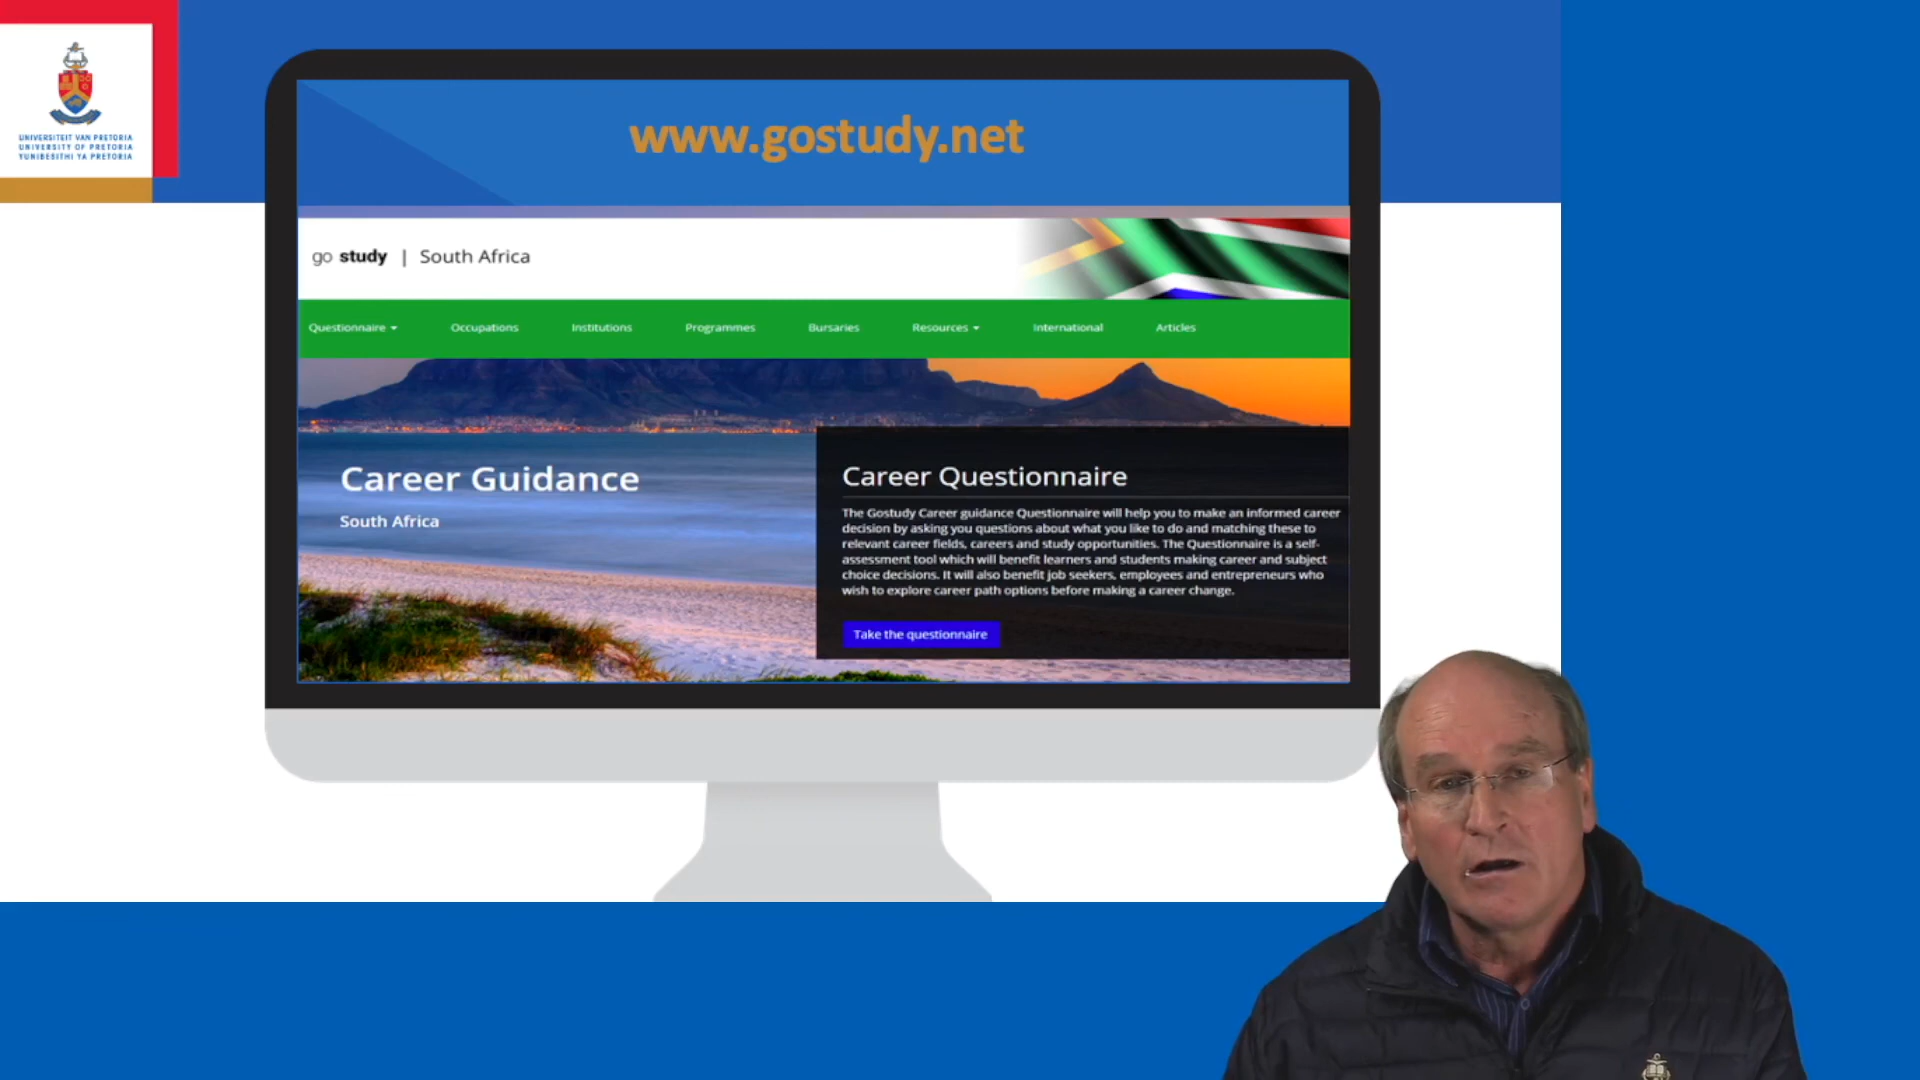 UNIVERSITEIT VAN PRETORIA
UNIVERSITY OF PRETORIA
YUNIBESITHI YA PRETORIA
www.gostudy.net
go study | South Africa
Questionnaire Occupations Institutions Programmes Bursaries Resources International Articles
Career Guidance
South Africa
Career Questionnaire
The Gostudy Career guidance Questionnaire will help you to make an informed career
decision by asking you questions about what you like to do and matching these to
relevant career fields, careers and study opportunities. The Questionnaire is a self-
assessment tool which will benefit learners and students making career and subject
choice decisions. It will also benefit job seekers, employees and entrepreneurs who
wish to explore career path options before making a career change.
Take the questionnaire